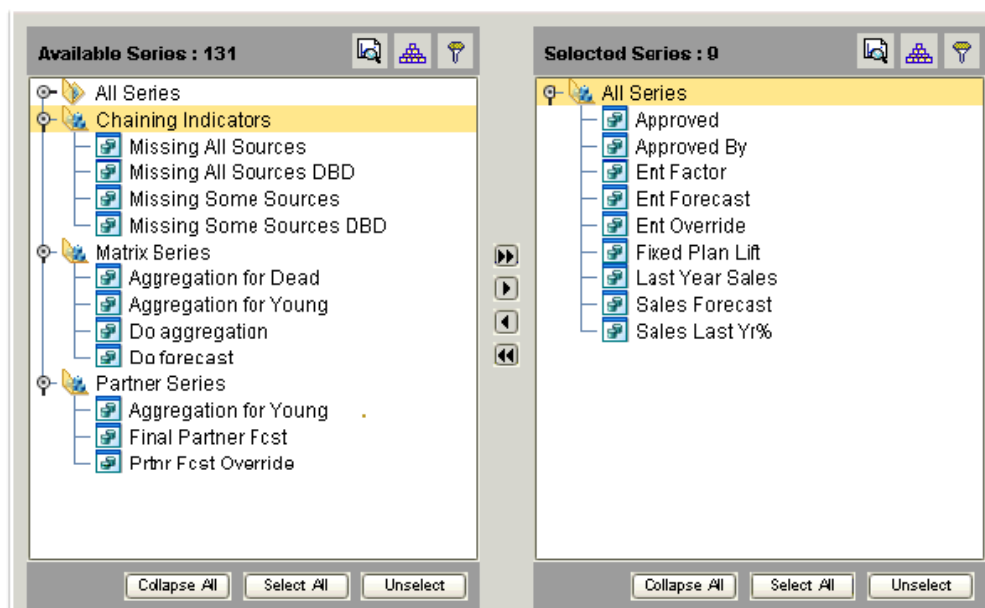 Available Series : 131
All Series
Chaining Indicators
Missing All Sources
Missing All Sources DBD
Missing Some Sources
Missing Some Sources DBD
Matrix Series
Aggregation for Dead
Aggregation for Young
Do aggregation
Do forecast
Partner Series
Aggregation for Young
Final Partner Fcst
Prtnr Fcst Override
Collapse All Select All Unselect
Selected Series : 9
All Series
Approved
Approved By
Ent Factor
Ent Forecast
Ent Override
Fixed Plan Lift
Last Year Sales
Sales Forecast
Sales Last Yr%
Collapse All Select All Unselect